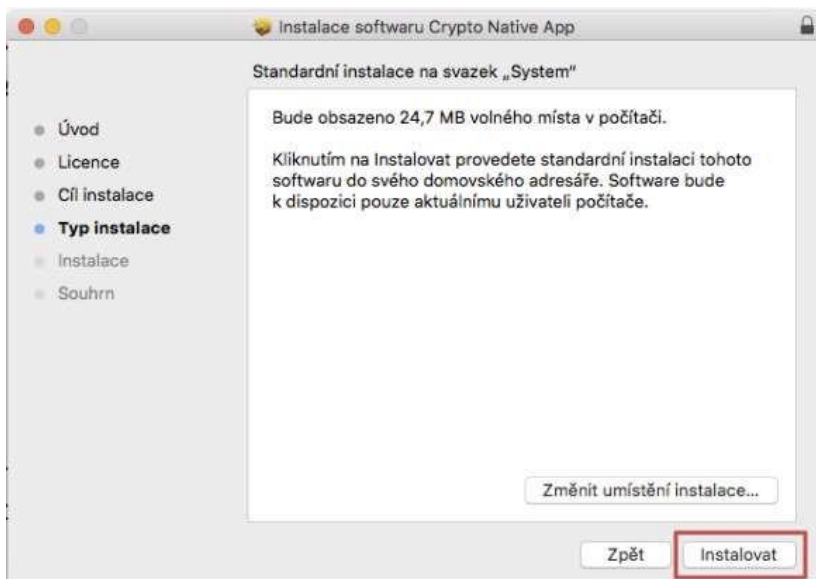 Instalace softwaru Crypto Native App
Standardní instalace na svazek „System“
Úvod
Licence
Cíl instalace
Typ instalace
Instalace
Souhrn
Bude obsazeno 24,7 MB volného místa v počítači.
Kliknutím na Instalovat provedete standardní instalaci tohoto
softwaru do svého domovského adresáře. Software bude
k dispozici pouze aktuálnímu uživateli počítače.
Změnit umístění instalace...
Zpět
Instalovat